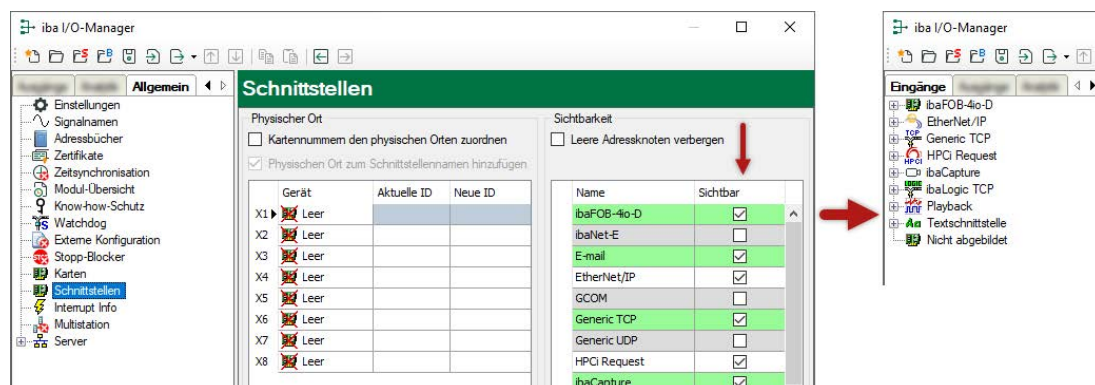 iba I/O-Manager
Allgemein
Einstellungen
Signalnamen
Adressbücher
Zertifikate
Zeitsynchronisation
Modul-Übersicht
Know-how-Schutz
Watchdog
Externe Konfiguration
Stopp-Blocker
Karten
Schnittstellen
Interrupt Info
Multistation
Server
Schnittstellen
Physischer Ort
Kartennummern den physischen Orten zuordnen
Physischen Ort zum Schnittstellennamen hinzufügen
Gerät Aktuelle ID Neue ID
X1 Leer
X2 Leer
X3 Leer
X4 Leer
X5 Leer
X6 Leer
X7 Leer
X8 Leer
Sichtbarkeit
Leere Adressknoten verbergen
Name Sichtbar
ibaFOB-4io-D
ibaNet-E
E-mail
EtherNet/IP
GCOM
Generic TCP
Generic UDP
HPCi Request
ibaCapture
iba I/O-Manager
Eingänge
ibaFOB-4io-D
EtherNet/IP
Generic TCP
HPCi Request
ibaCapture
ibaLogic TCP
Playback
Textschnittstelle
Nicht abgebildet